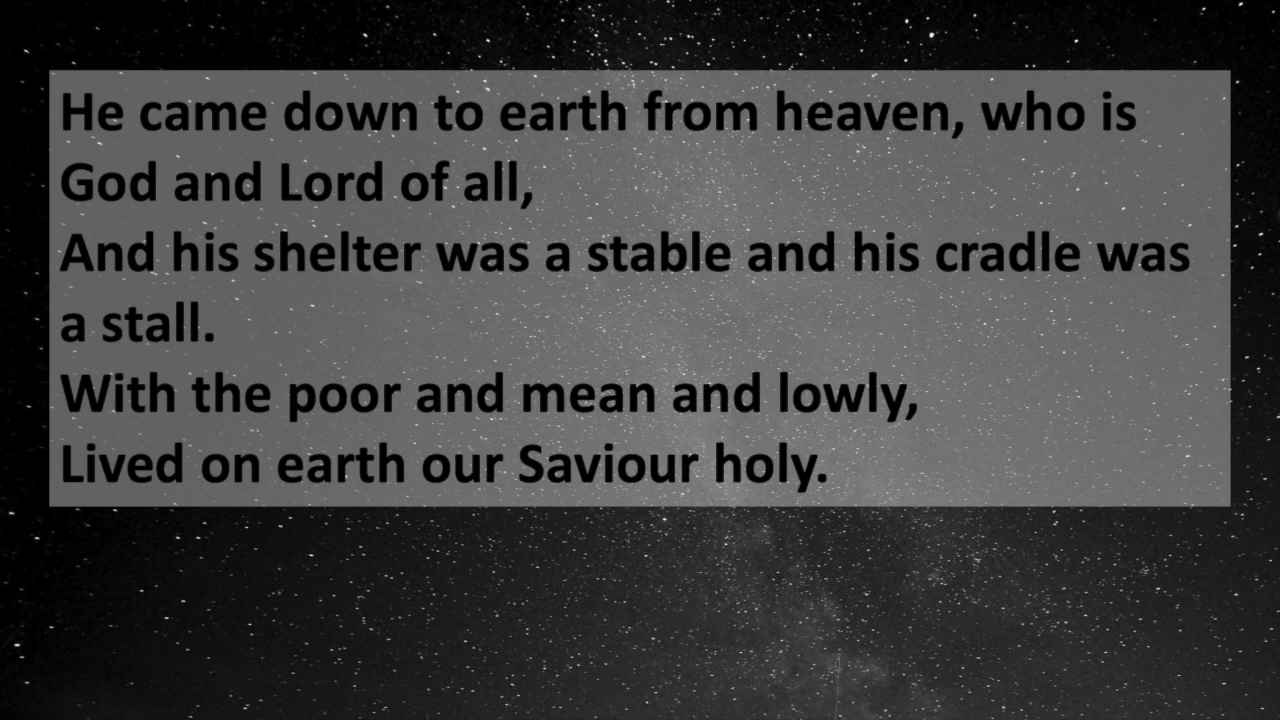 He came down to earth from heaven, who is
God and Lord of all,
And his shelter was a stable and his cradle was
a stall.
With the poor and mean and lowly,
Lived on earth our Saviour holy.